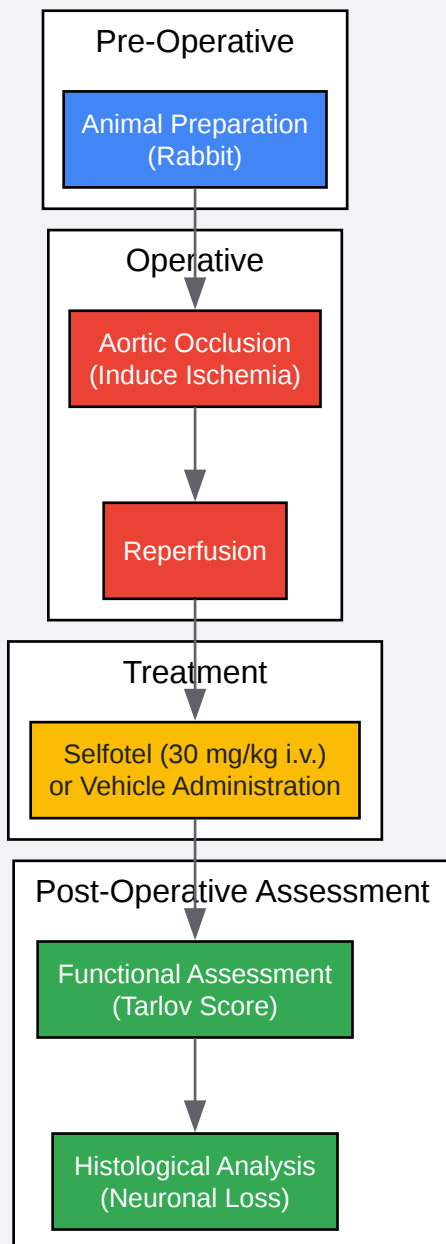 Pre-Operative
Animal Preparation
(Rabbit)
Operative
Aortic Occlusion
(Induce Ischemia)
Reperfusion
Treatment
Selfotel (30 mg/kg i.v.)
or Vehicle Administration
Post-Operative Assessment
Functional Assessment
(Tarlov Score)
Histological Analysis
(Neuronal Loss)